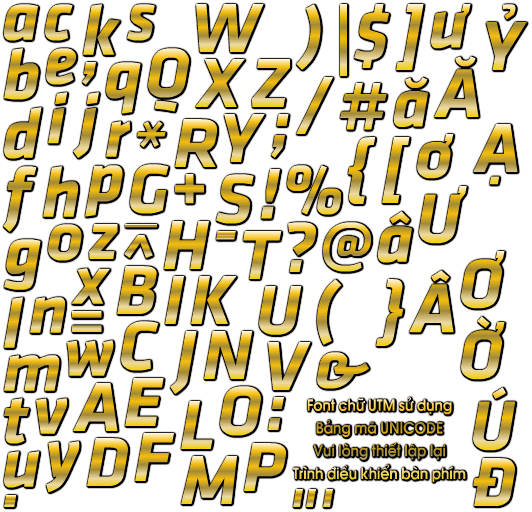 a c k s W ) | $ ] ư Ỷ
b e , q O X Z / # ă Ă
d i j r * R Y ; { [ ơ Ạ
f h p G + S ! % Ư
g o z ^ H - T ? @ â
l n = x B I K U ( } Â Ơ
m w C J N V & Ờ
t v A E L O : Ú
u y D F M P Đ
Font chữ UTM sử dụng
Bảng mã UNICODE
Vui lòng thiết lập lại
Trình điều khiển bàn phím